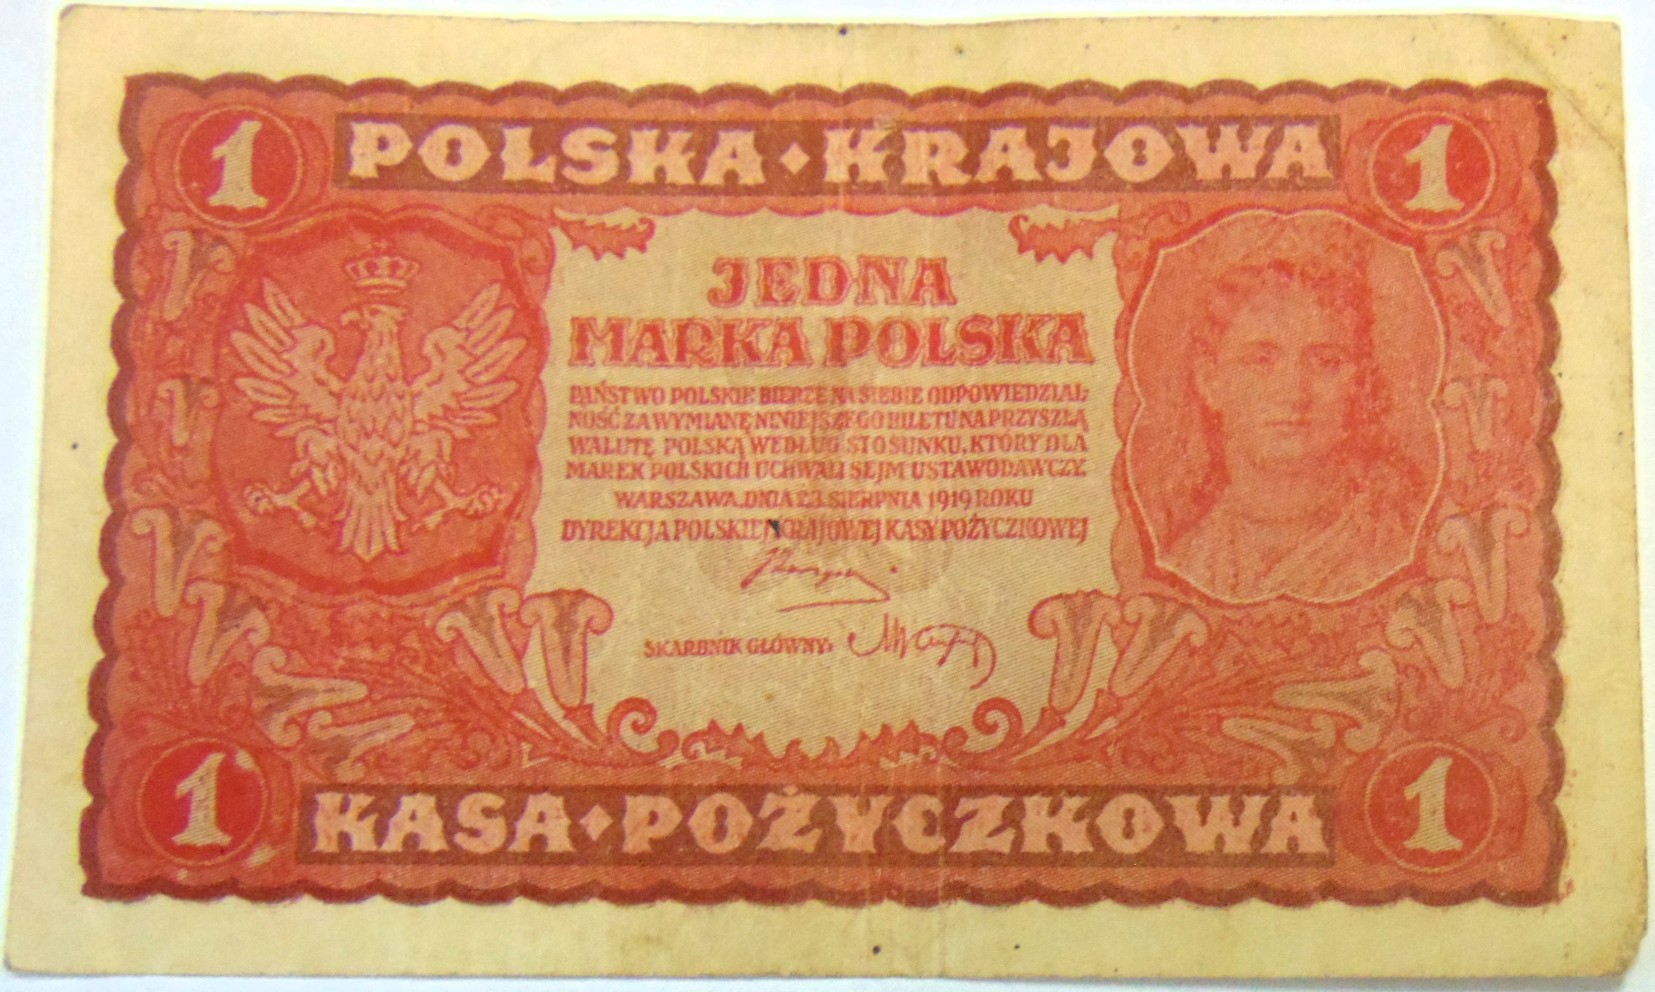 1 POLSKA • KRAJOWA 1
JEDNA
MARKA POLSKA
PAŃSTWO POLSKIE BIERZE NA SIEBIE ODPOWIEDZIAL-
NOŚĆ ZA WYMIANĘ NINIEJSZEGO BILETU NA PRZYSZŁĄ
WALUTĘ POLSKĄ WEDŁUG STOSUNKU, KTÓRY DLA
MAREK POLSKICH UCHWALI SEJM USTAWODAWCZY.
WARSZAWA, DNIA 23 SIERPNIA 1919 ROKU
DYREKCJA POLSKIEJ KRAJOWEJ KASY POŻYCZKOWEJ
SKARBNIK GŁÓWNY:
1 KASA • POŻYCZKOWA 1